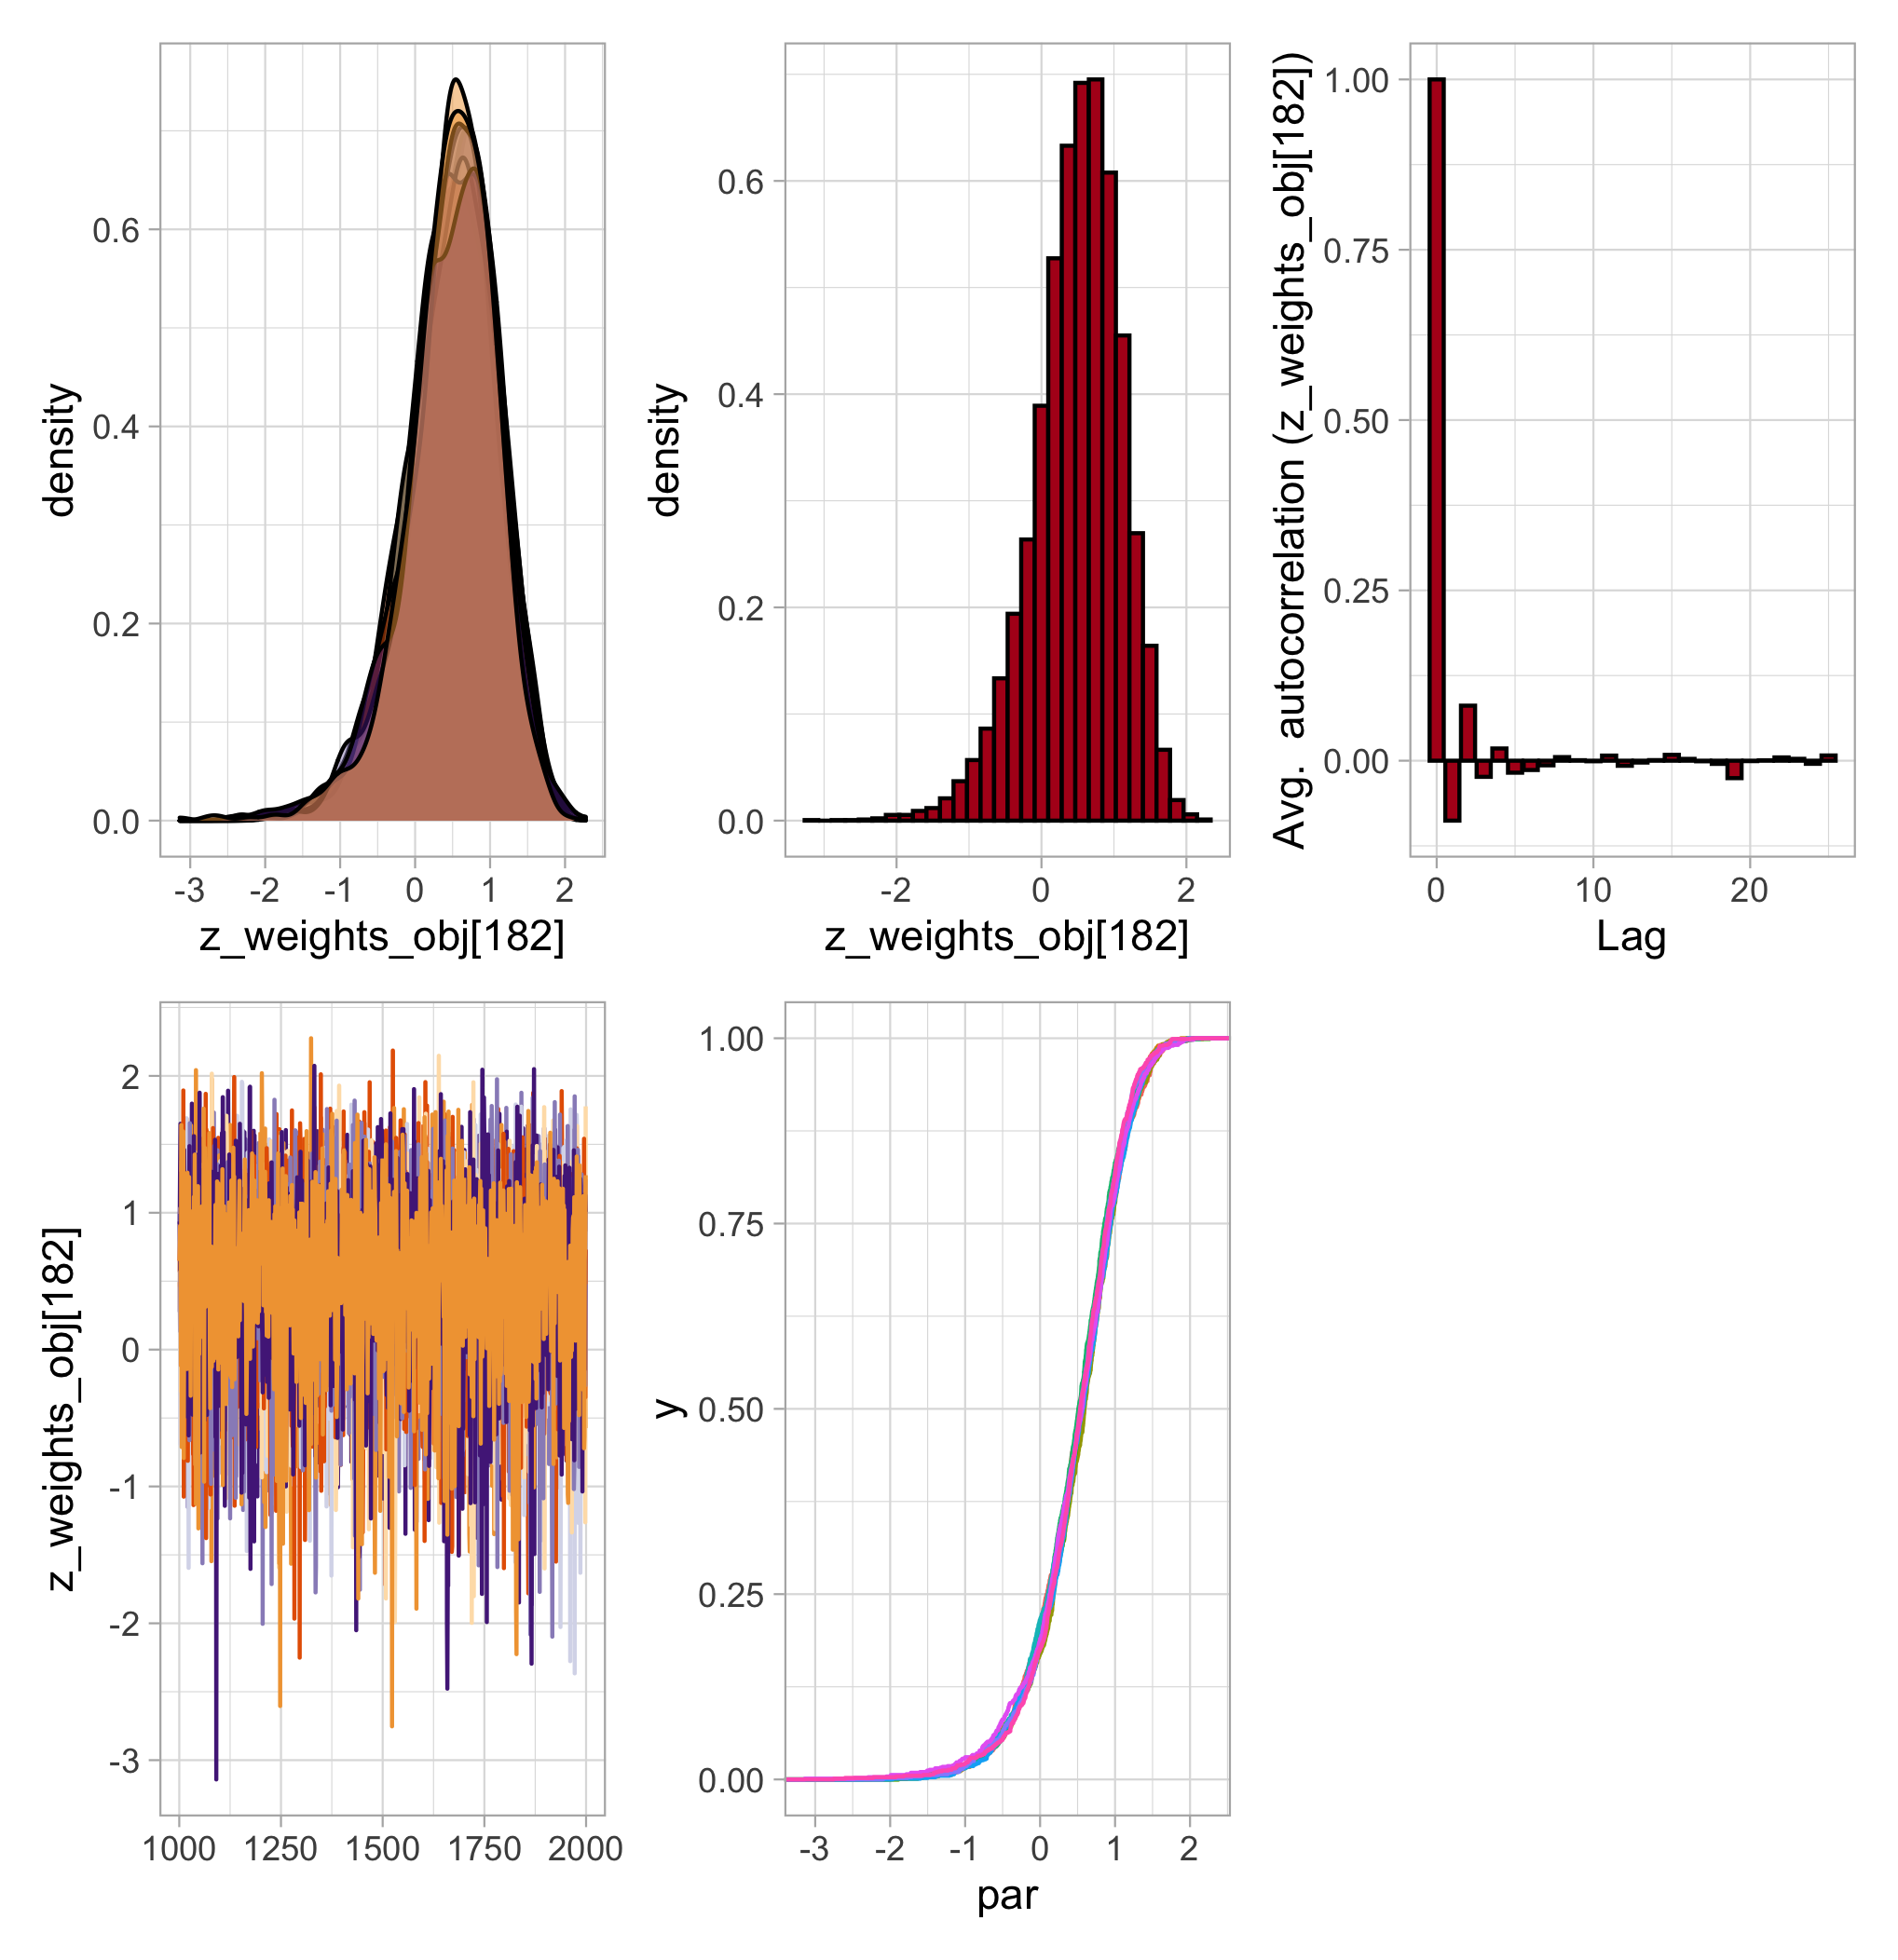 density
0.6
0.4
0.2
0.0
-3 -2 -1 0 1 2
z_weights_obj[182]
density
0.6
0.4
0.2
0.0
-2 0 2
z_weights_obj[182]
Avg. autocorrelation (z_weights_obj[182])
1.00
0.75
0.50
0.25
0.00
0 10 20
Lag
z_weights_obj[182]
2
1
0
-1
-2
-3
1000 1250 1500 1750 2000
y
1.00
0.75
0.50
0.25
0.00
-3 -2 -1 0 1 2
par